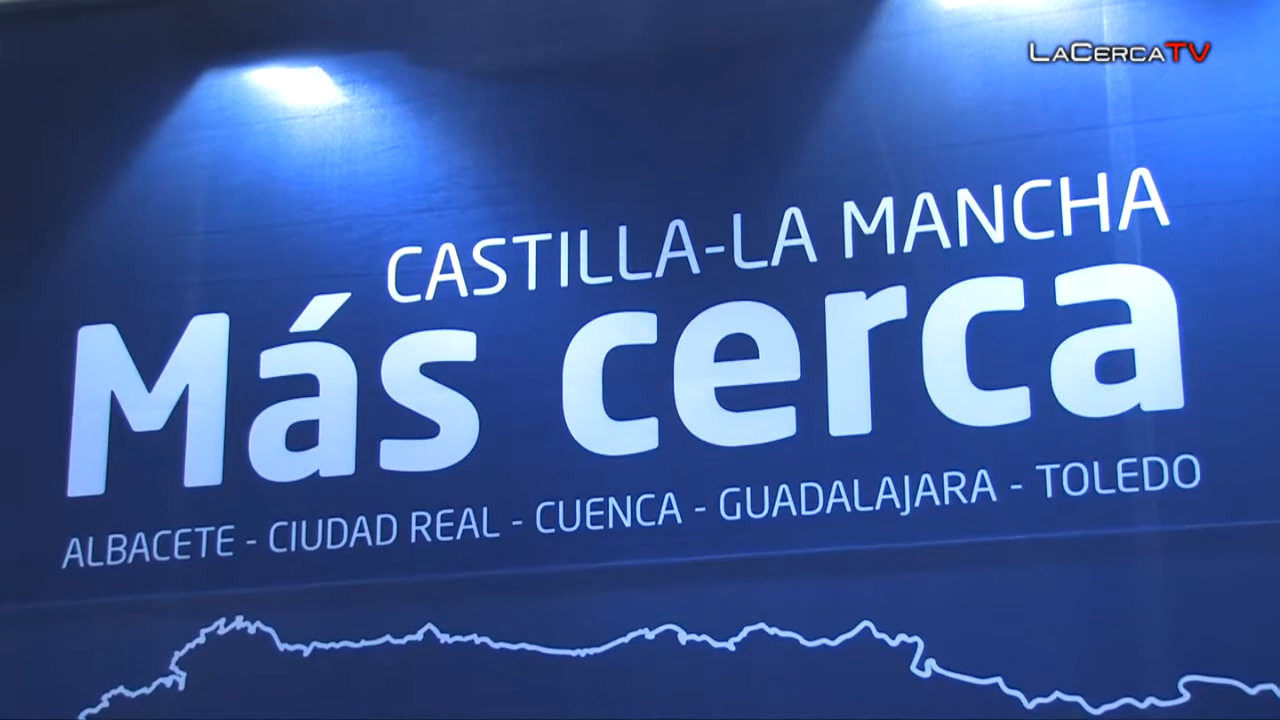 LACERCATV
CASTILLA-LA MANCHA
Más cerca
ALBACETE - CIUDAD REAL - CUENCA - GUADALAJARA - TOLEDO